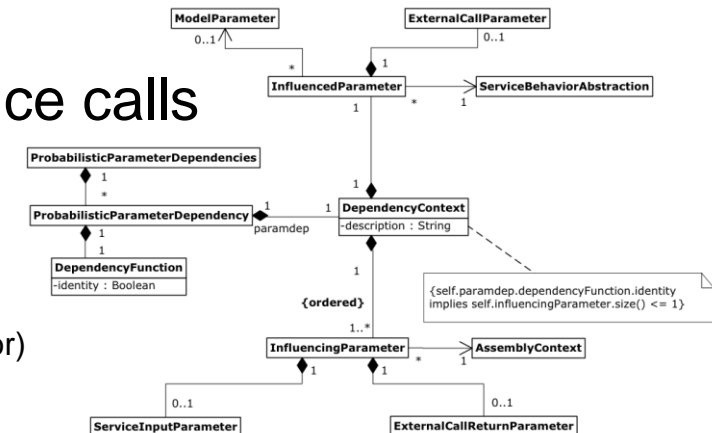 ModelParameter
ExternalCallParameter
0..1
0..1
*
1
InfluencedParameter
ServiceBehaviorAbstraction
ce calls
1
*
1
ProbabilisticParameterDependencies
1
*
1
ProbabilisticParameterDependency
1
paramdep
1
DependencyContext
-description : String
1
1
DependencyFunction
-identity : Boolean
1
{self.paramdep.dependencyFunction.identity
implies self.influencingParameter.size() <= 1}
{ordered}
1..*
or)
InfluencingParameter
AssemblyContext
*
1
1
1
0..1
0..1
ServiceInputParameter
ExternalCallReturnParameter